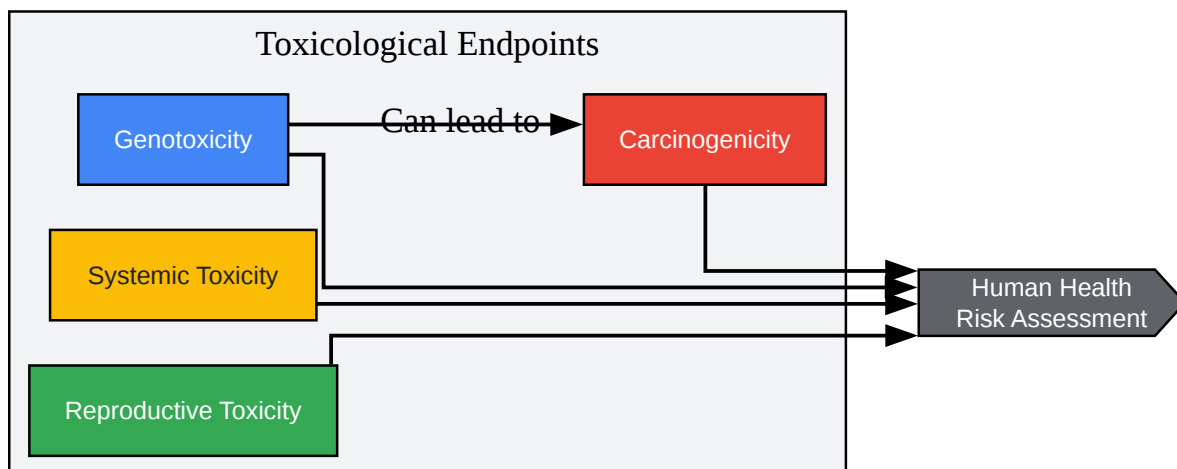 Toxicological Endpoints
Can lead to
Genotoxicity
Carcinogenicity
Systemic Toxicity
Human Health
Risk Assessment
Reproductive Toxicity